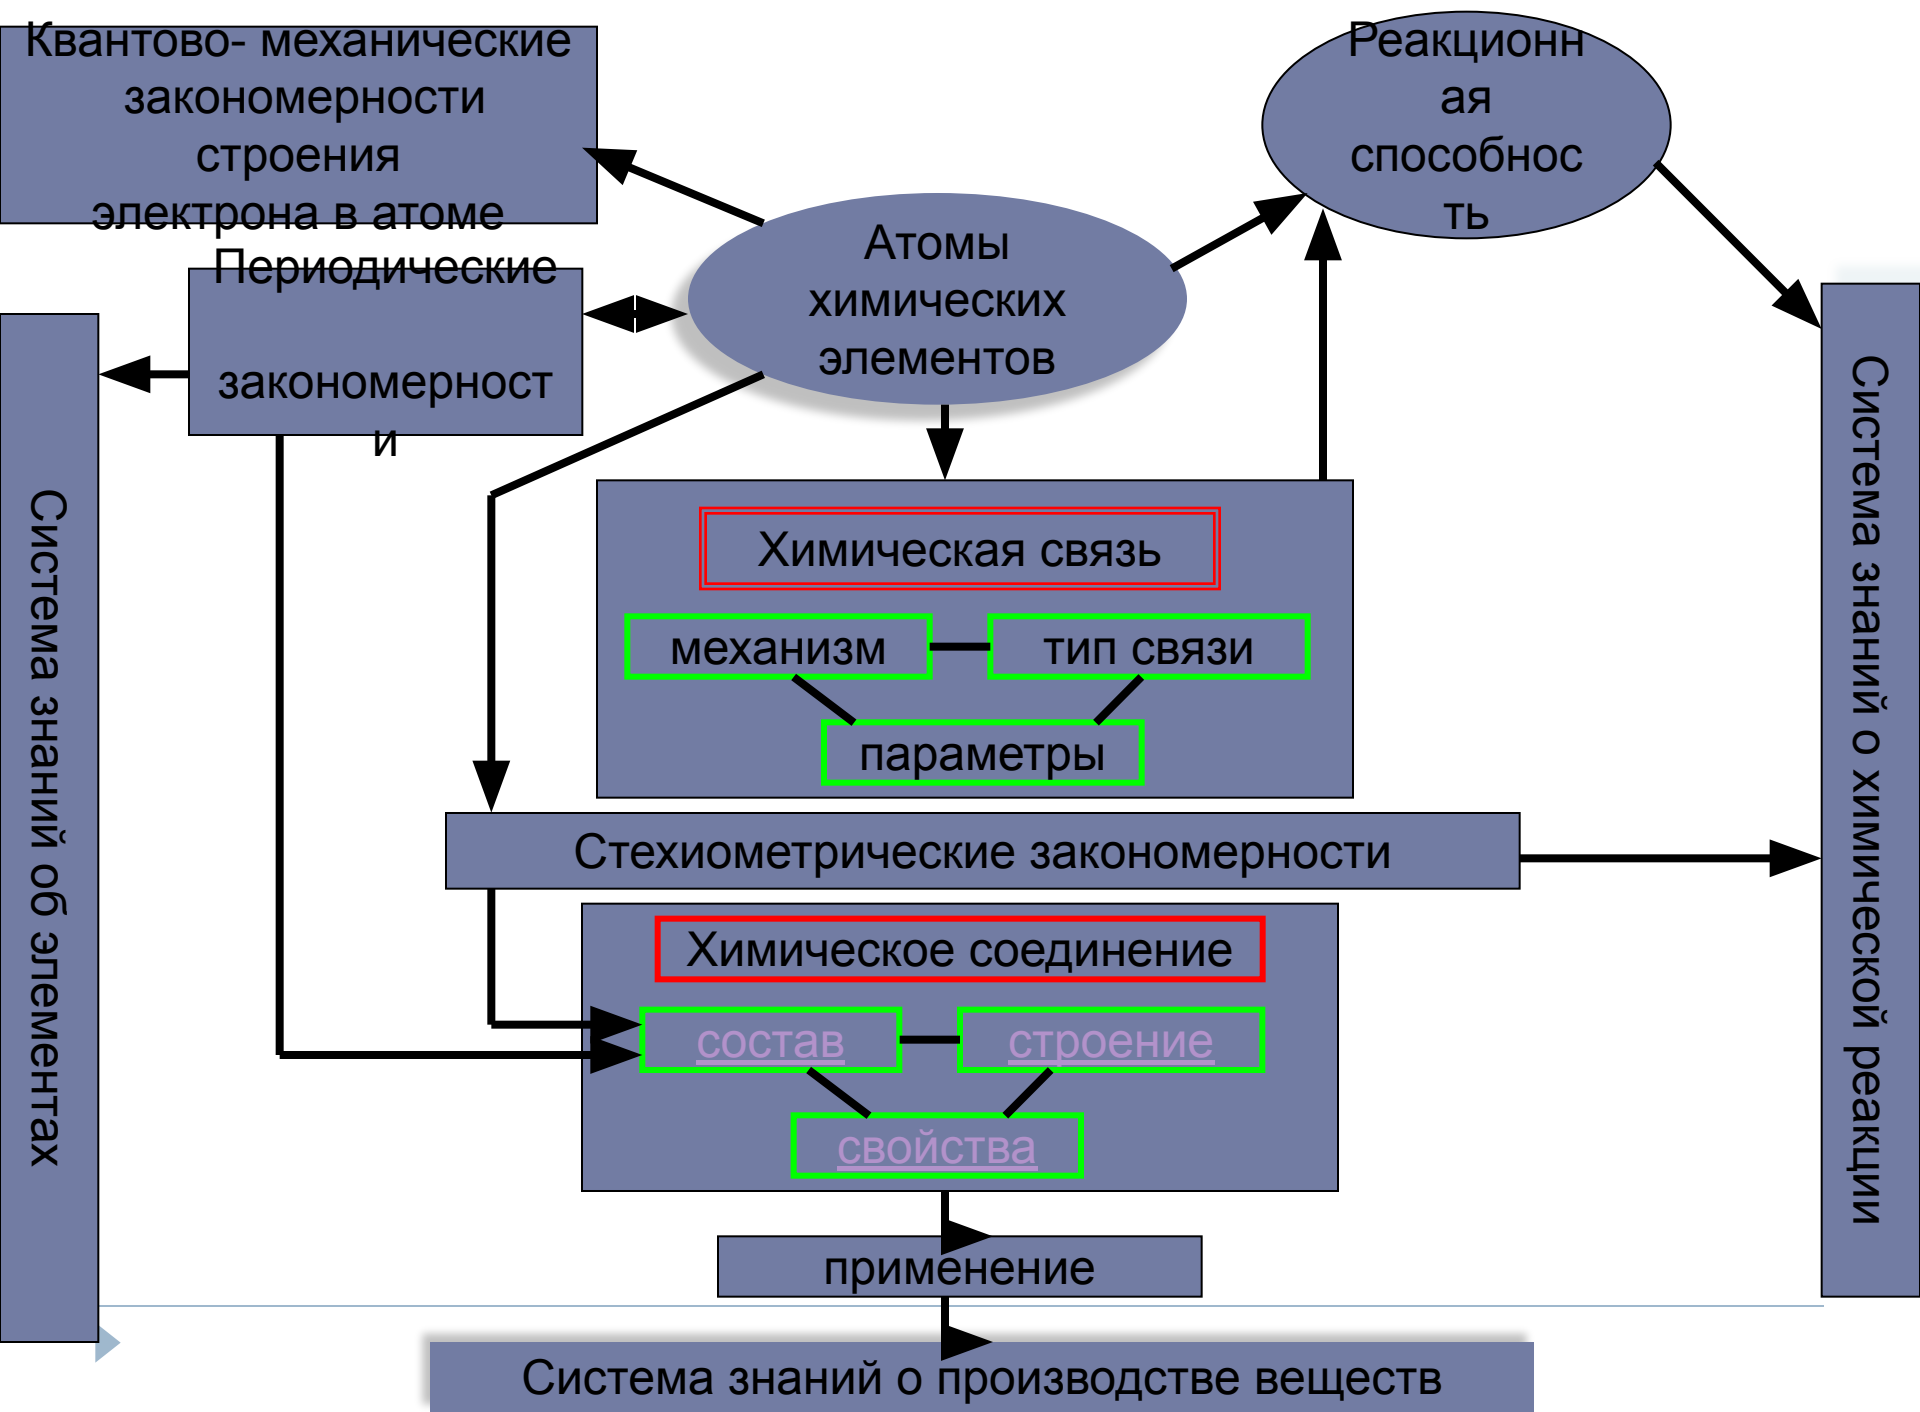 Квантово- механические
закономерности
строения
электрона в атоме
Реакционн
ая
способнос
ть
Атомы
химических
элементов
Периодические
закономерност
и
Система знаний об элементах
Система знаний о химической реакции
Химическая связь
механизм
тип связи
параметры
Стехиометрические закономерности
Химическое соединение
состав
строение
свойства
применение
Система знаний о производстве веществ